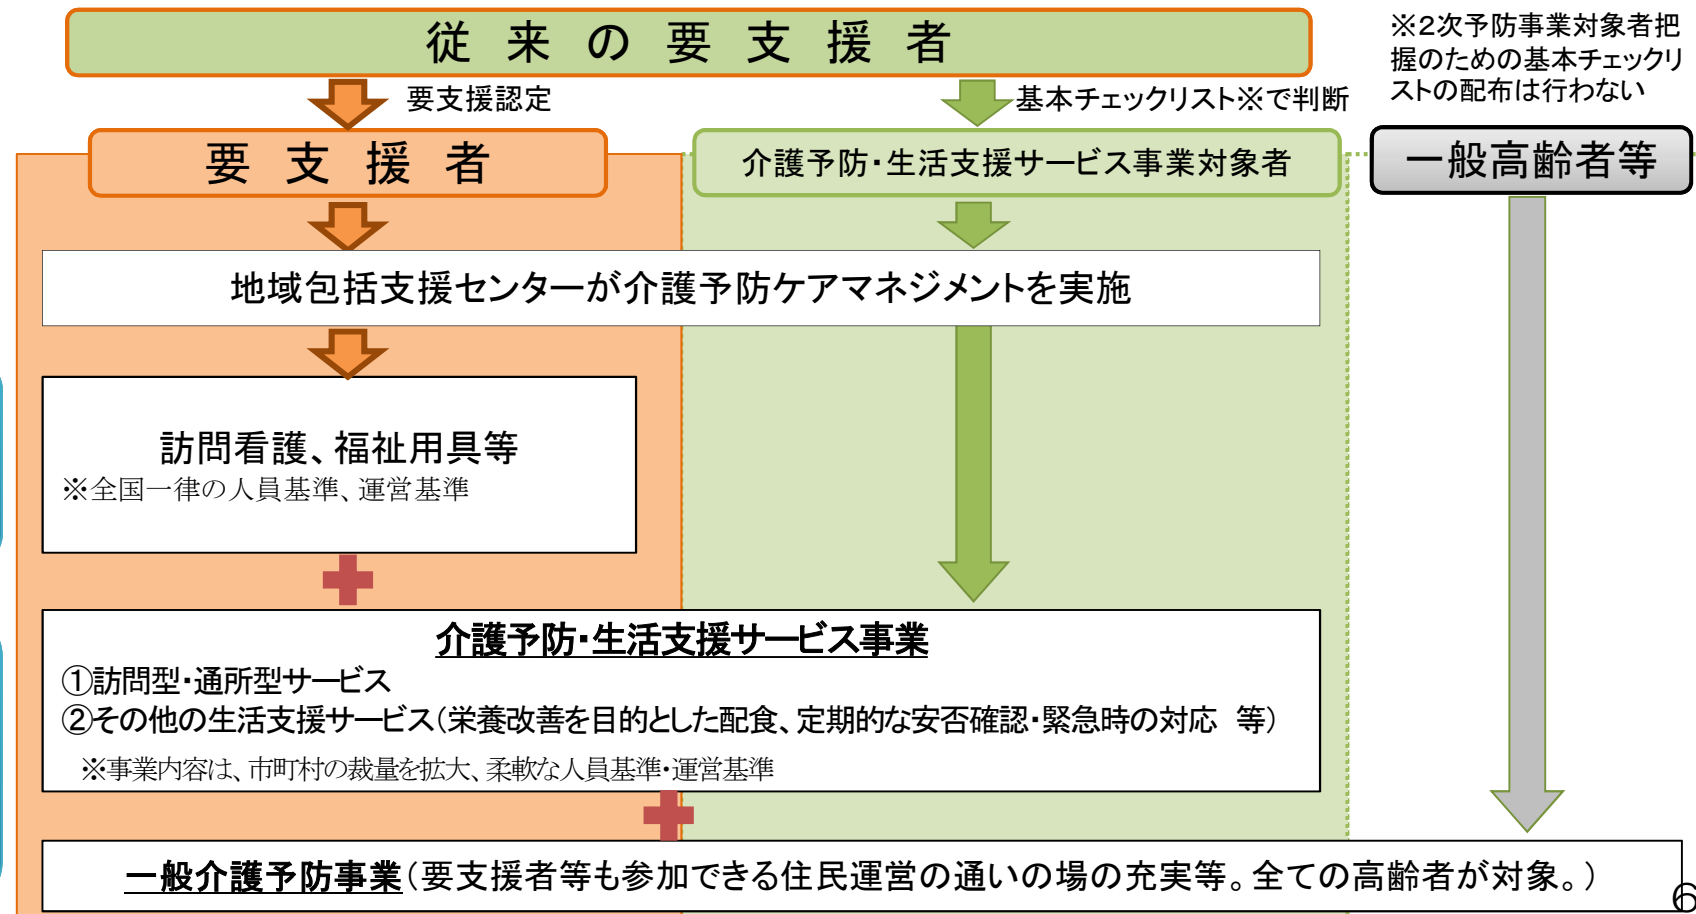 従来の要支援者
※２次予防事業対象者把
握のための基本チェックリ
ストの配布は行わない
要支援認定
基本チェックリスト※で判断
要支援者
介護予防・生活支援サービス事業対象者
一般高齢者等
地域包括支援センターが介護予防ケアマネジメントを実施
訪問看護、福祉用具等
※全国一律の人員基準、運営基準
介護予防・生活支援サービス事業
①訪問型・通所型サービス
②その他の生活支援サービス（栄養改善を目的とした配食、定期的な安否確認・緊急時の対応 等）
※事業内容は、市町村の裁量を拡大、柔軟な人員基準・運営基準
一般介護予防事業（要支援者等も参加できる住民運営の通いの場の充実等。全ての高齢者が対象。）
6